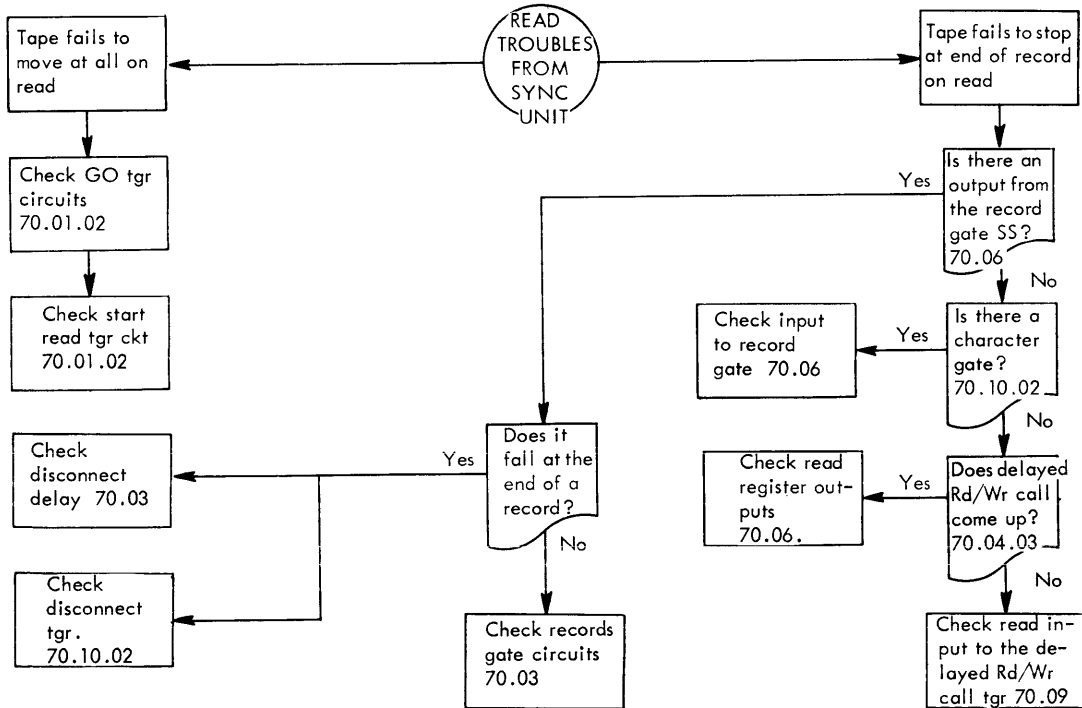 READ
TROUBLES
FROM
SYNC
UNIT
Tape fails to
move at all on
read
Check GO tgr
circuits
70.01.02
Check start
read tgr ckt
70.01.02
Tape fails to stop
at end of record
on read
Is there an
output from
the record
gate SS?
70.06
Yes
No
Is there a
character
gate?
70.10.02
Yes
Check input
to record
gate 70.06
No
Does delayed
Rd/Wr call
come up?
70.04.03
Yes
Check read
register out-
puts
70.06.
No
Check read in-
put to the de-
layed Rd/Wr
call tgr 70.09
Does it
fall at the
end of a
record?
Yes
Check
disconnect
delay 70.03
Check
disconnect
tgr.
70.10.02
No
Check records
gate circuits
70.03